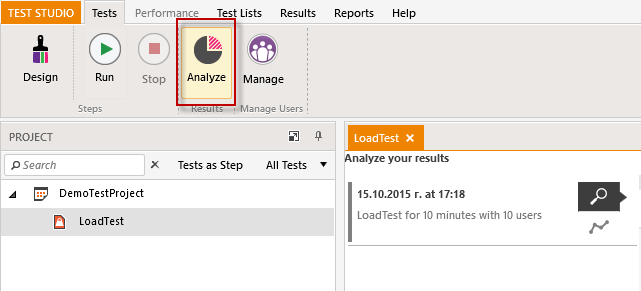 TEST STUDIO Tests Performance Test Lists Results Reports Help
Design Run Stop Analyze Manage
Steps Results Manage Users
PROJECT
Search Tests as Step All Tests
DemoTestProject
LoadTest
LoadTest
Analyze your results
15.10.2015 г. at 17:18
LoadTest for 10 minutes with 10 users